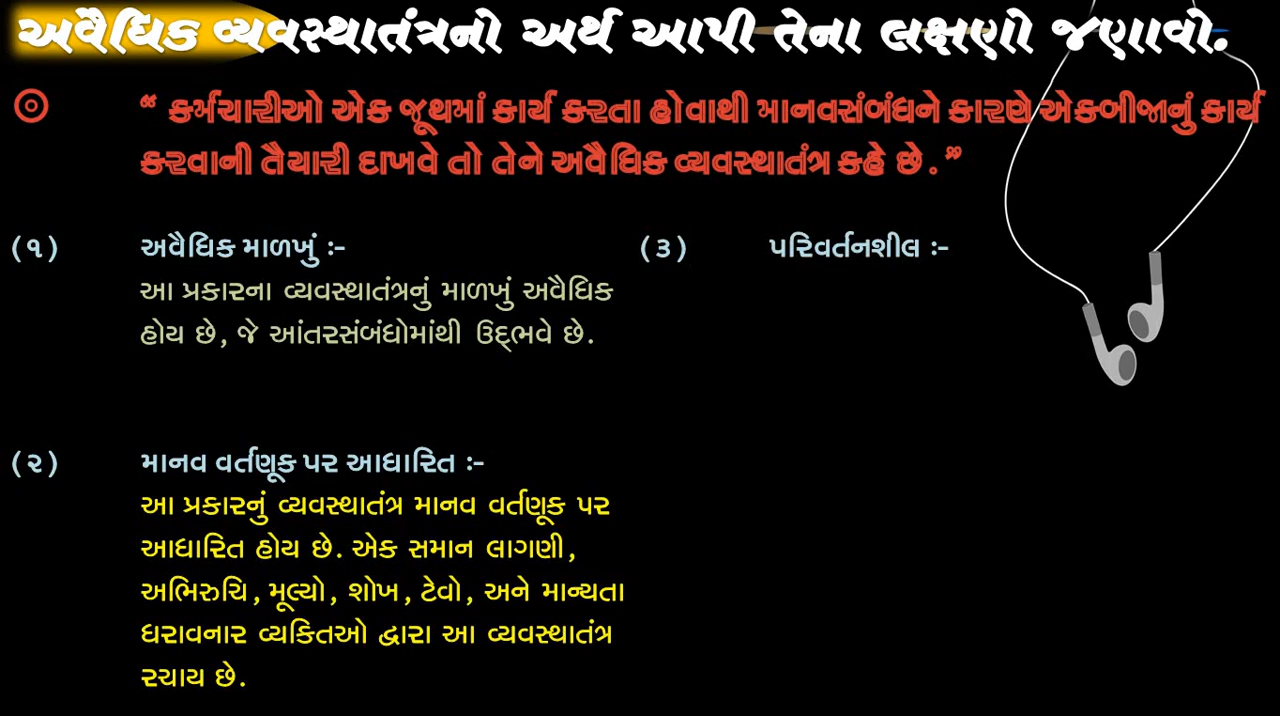 અવૈધિક વ્યવસ્થાતંત્રનો અર્થ આપી તેના લક્ષણો જણાવો.
“ કર્મચારીઓ એક જૂથમાં કાર્ય કરતા હોવાથી માનવસંબંધને કારણે એકબીજાનું કાર્ય
કરવાની તૈયારી દાખવે તો તેને અવૈધિક વ્યવસ્થાતંત્ર કહે છે.”
(૧) અવૈધિક માળખું :-
આ પ્રકારના વ્યવસ્થાતંત્રનું માળખું અવૈધિક
હોય છે, જે આંતરસંબંધોમાંથી ઉદ્ભવે છે.
(૨) માનવ વર્તણૂક પર આધારિત :-
આ પ્રકારનું વ્યવસ્થાતંત્ર માનવ વર્તણૂક પર
આધારિત હોય છે. એક સમાન લાગણી,
અભિરુચિ, મૂલ્યો, શોખ, ટેવો, અને માન્યતા
ધરાવનાર વ્યકિતઓ દ્વારા આ વ્યવસ્થાતંત્ર
રચાય છે.
(૩) પરિવર્તનશીલ :-